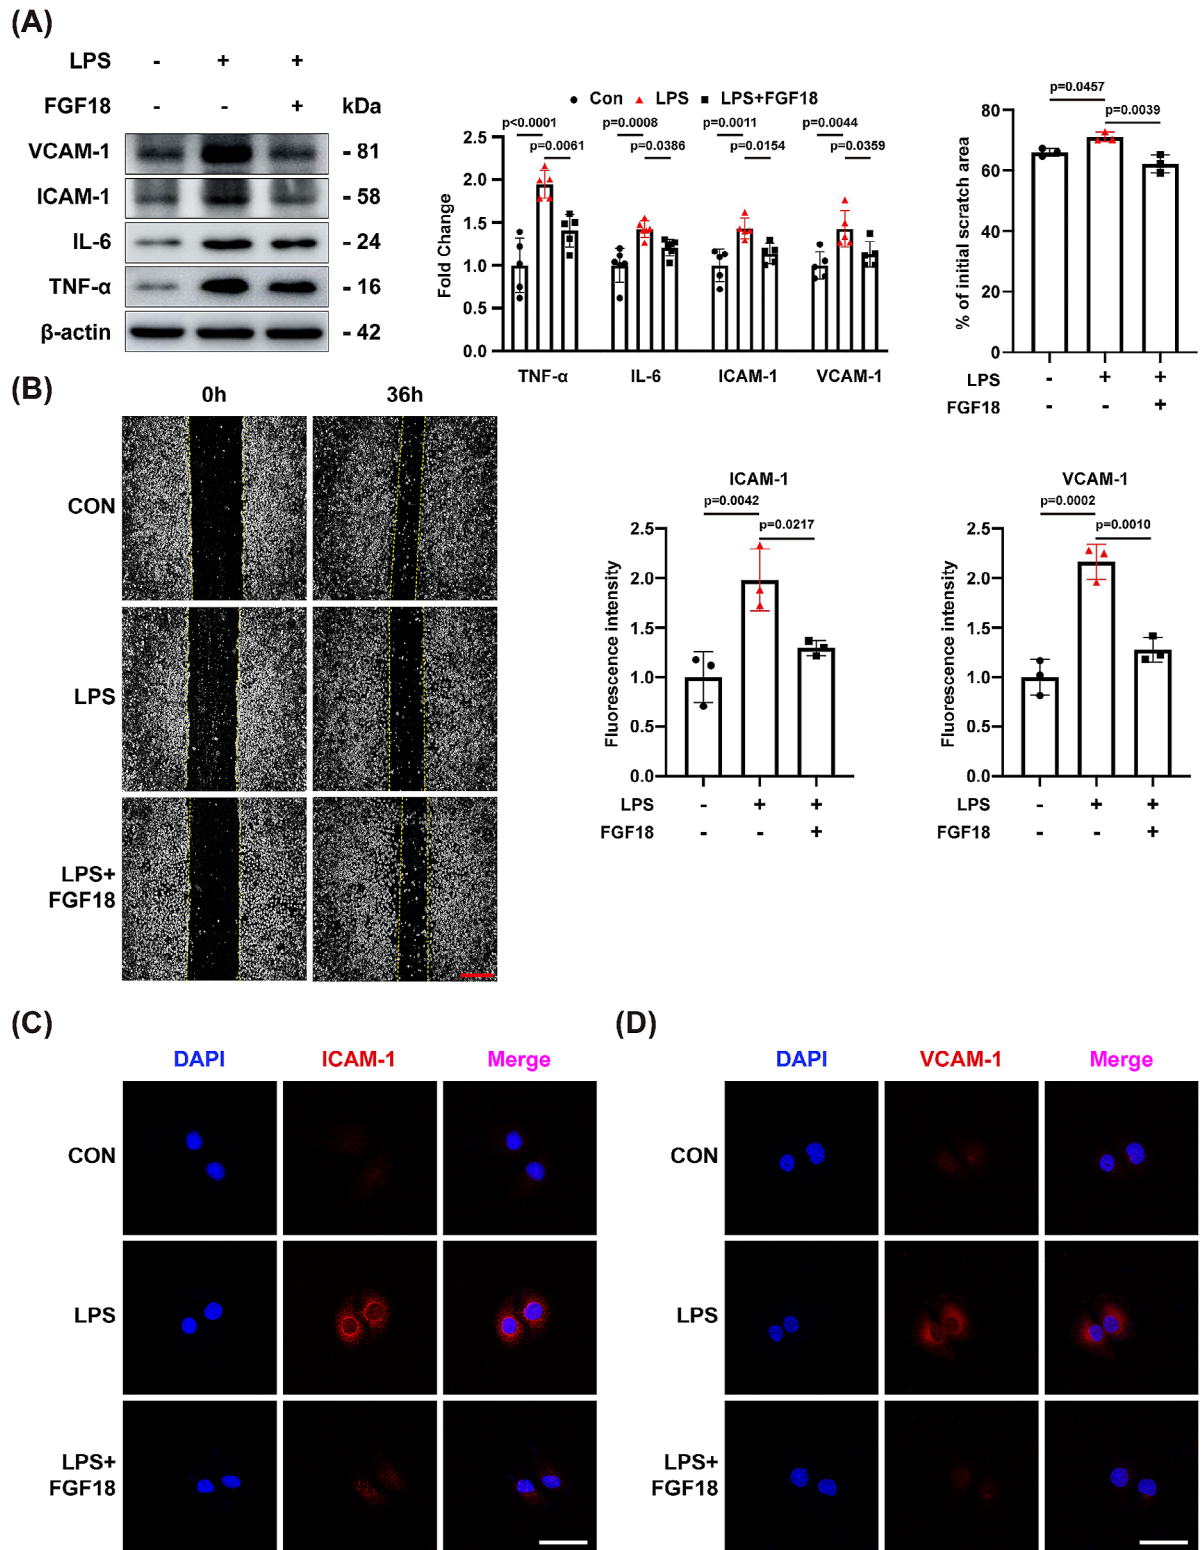 (A)
LPS - + +
FGF18 - - + kDa
VCAM-1 - 81
ICAM-1 - 58
IL-6 - 24
TNF-α - 16
β-actin - 42
● Con ▲ LPS ■ LPS+FGF18
p<0.0001 p=0.0008 p=0.0011 p=0.0044
p=0.0061 p=0.0386 p=0.0154 p=0.0359
Fold Change
2.5
2.0
1.5
1.0
0.5
0.0
TNF-α IL-6 ICAM-1 VCAM-1
p=0.0457
p=0.0039
% of initial scratch area
80
60
40
20
0
LPS - + +
FGF18 - - +
(B)
0h 36h
CON
LPS
LPS+
FGF18
ICAM-1
p=0.0042
p=0.0217
Fluorescence intensity
2.5
2.0
1.5
1.0
0.5
0.0
LPS - + +
FGF18 - - +
VCAM-1
p=0.0002
p=0.0010
Fluorescence intensity
2.5
2.0
1.5
1.0
0.5
0.0
LPS - + +
FGF18 - - +
(C)
DAPI ICAM-1 Merge
CON
LPS
LPS+
FGF18
(D)
DAPI VCAM-1 Merge
CON
LPS
LPS+
FGF18